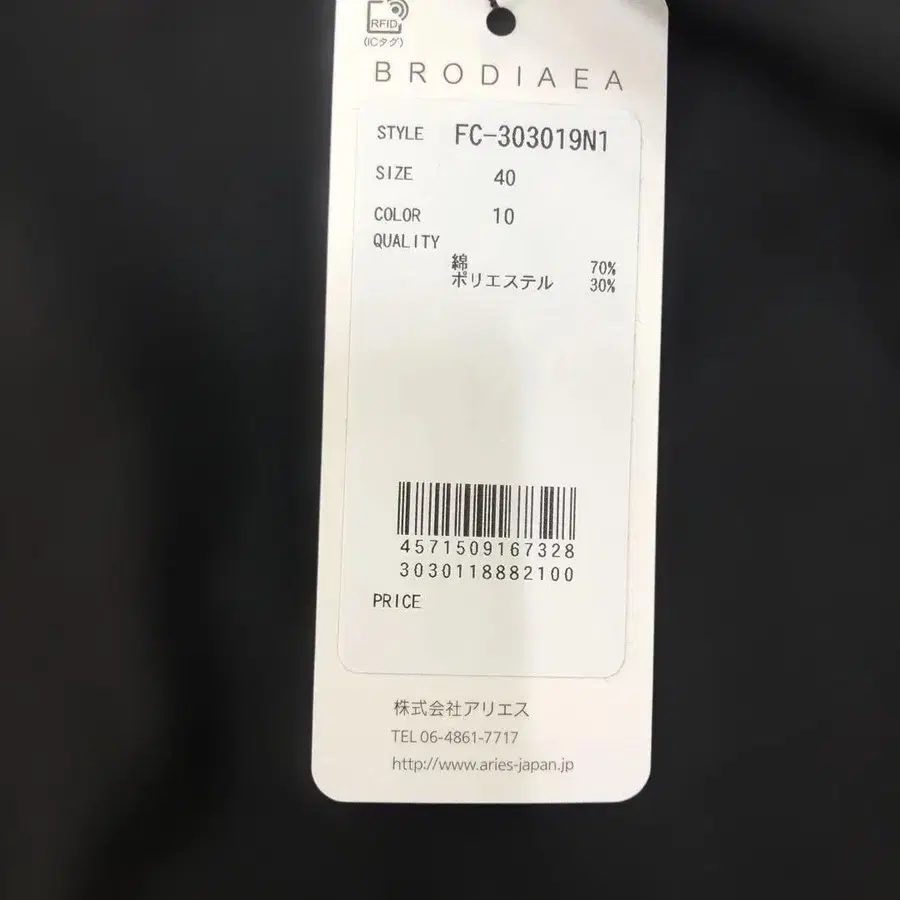 RFID
(ICタグ)
BRODIAEA
STYLE FC-303019N1
SIZE 40
COLOR 10
QUALITY
綿 70%
ポリエステル 30%
4571509167328
3030118882100
PRICE
株式会社アリエス
TEL 06-4861-7717
http://www.aries-japan.jp